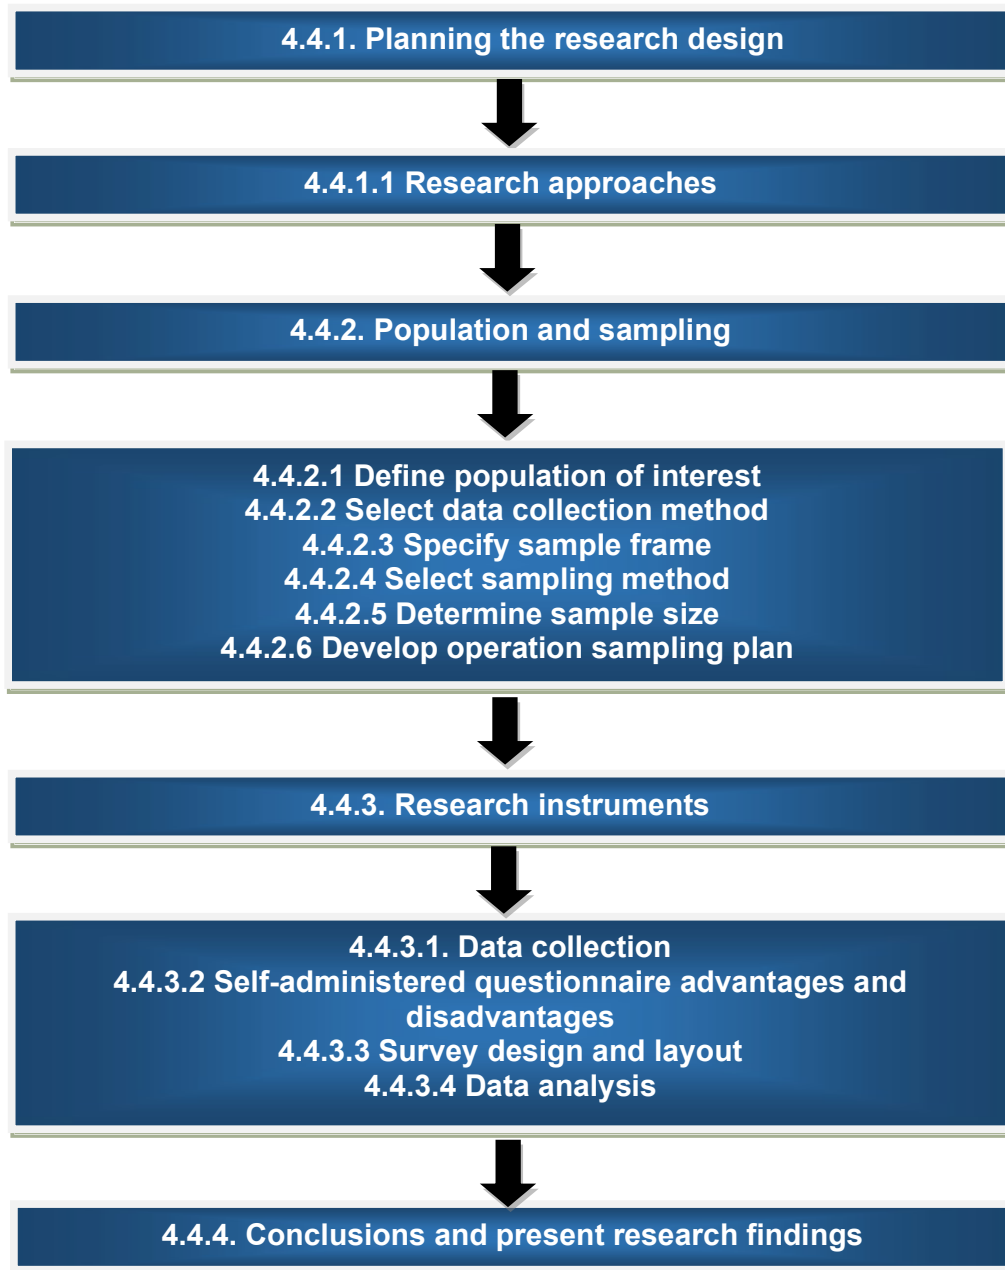 4.4.1. Planning the research design
4.4.1.1 Research approaches
4.4.2. Population and sampling
4.4.2.1 Define population of interest
4.4.2.2 Select data collection method
4.4.2.3 Specify sample frame
4.4.2.4 Select sampling method
4.4.2.5 Determine sample size
4.4.2.6 Develop operation sampling plan
4.4.3. Research instruments
4.4.3.1. Data collection
4.4.3.2 Self-administered questionnaire advantages and
disadvantages
4.4.3.3 Survey design and layout
4.4.3.4 Data analysis
4.4.4. Conclusions and present research findings